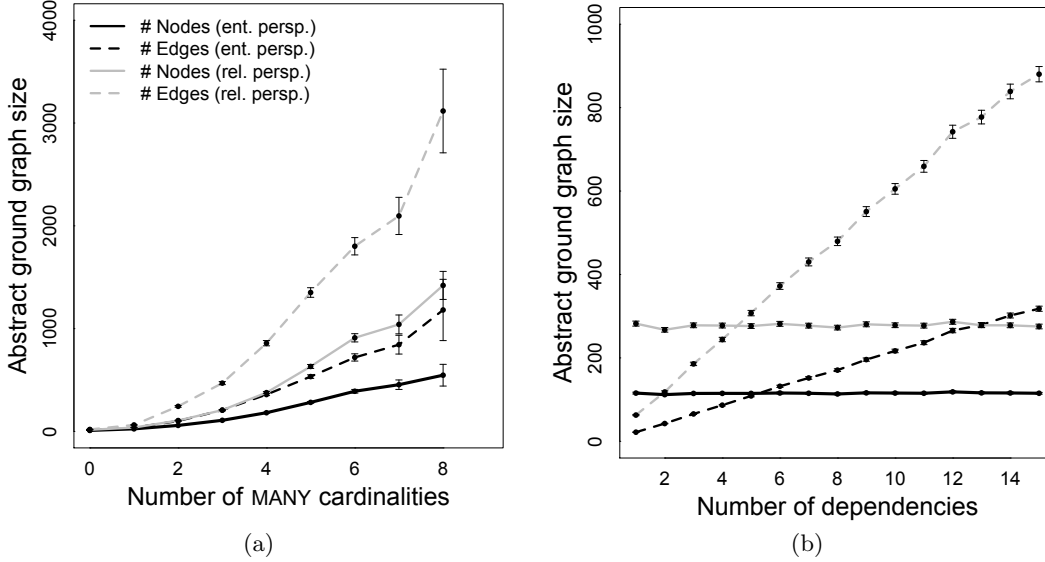 # Nodes (ent. persp.)
# Edges (ent. persp.)
# Nodes (rel. persp.)
# Edges (rel. persp.)
Abstract ground graph size
0
1000
2000
3000
4000
0 2 4 6 8
Number of MANY cardinalities
(a)
Abstract ground graph size
0
200
400
600
800
1000
2 4 6 8 10 12 14
Number of dependencies
(b)